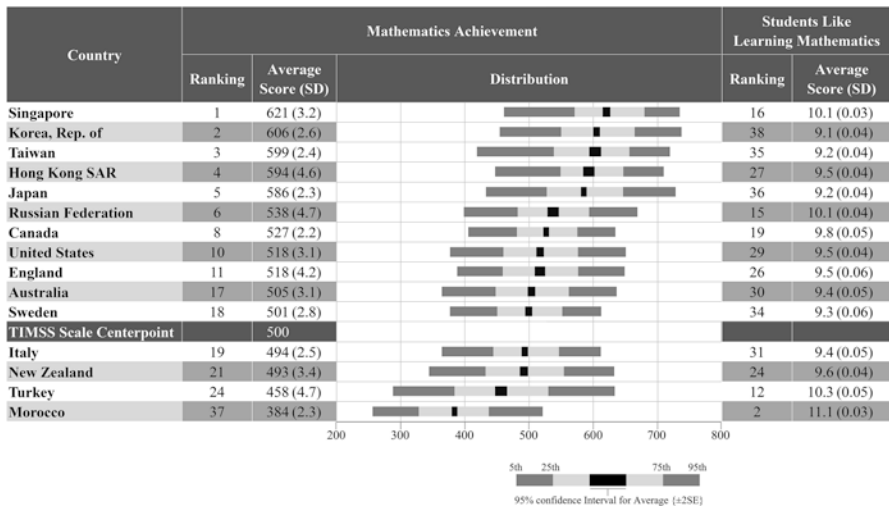 Country Mathematics Achievement Students Like Learning Mathematics
Ranking Average Score (SD) Distribution Ranking Average Score (SD)
Singapore 1 621 (3.2) 16 10.1 (0.03)
Korea, Rep. of 2 606 (2.6) 38 9.1 (0.04)
Taiwan 3 599 (2.4) 35 9.2 (0.04)
Hong Kong SAR 4 594 (4.6) 27 9.5 (0.04)
Japan 5 586 (2.3) 36 9.2 (0.04)
Russian Federation 6 538 (4.7) 15 10.1 (0.04)
Canada 8 527 (2.2) 19 9.8 (0.05)
United States 10 518 (3.1) 29 9.5 (0.04)
England 11 518 (4.2) 26 9.5 (0.06)
Australia 17 505 (3.1) 30 9.4 (0.05)
Sweden 18 501 (2.8) 34 9.3 (0.06)
TIMSS Scale Centerpoint 500
Italy 19 494 (2.5) 31 9.4 (0.05)
New Zealand 21 493 (3.4) 24 9.6 (0.04)
Turkey 24 458 (4.7) 12 10.3 (0.05)
Morocco 37 384 (2.3) 2 11.1 (0.03)
200 300 400 500 600 700 800
5th 25th 75th 95th
95% confidence Interval for Average {±2SE}